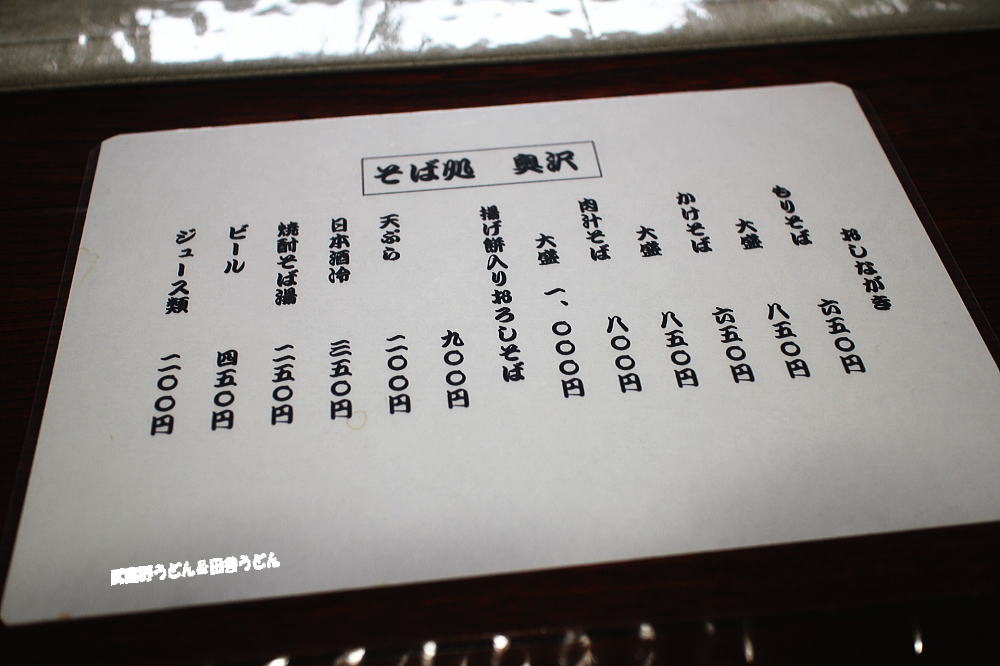 そば処　奥沢
おしながき
もりそば　六五〇円
大盛　八五〇円
かけそば　六五〇円
大盛　八五〇円
肉汁そば　八〇〇円
大盛　一、〇〇〇円
揚げ餅入りおろしそば
九〇〇円
天ぷら　二〇〇円
日本酒冷　三五〇円
焼酎そば湯　二五〇円
ビール　四五〇円
ジュース類　二〇〇円
武蔵野うどん＆田舎うどん